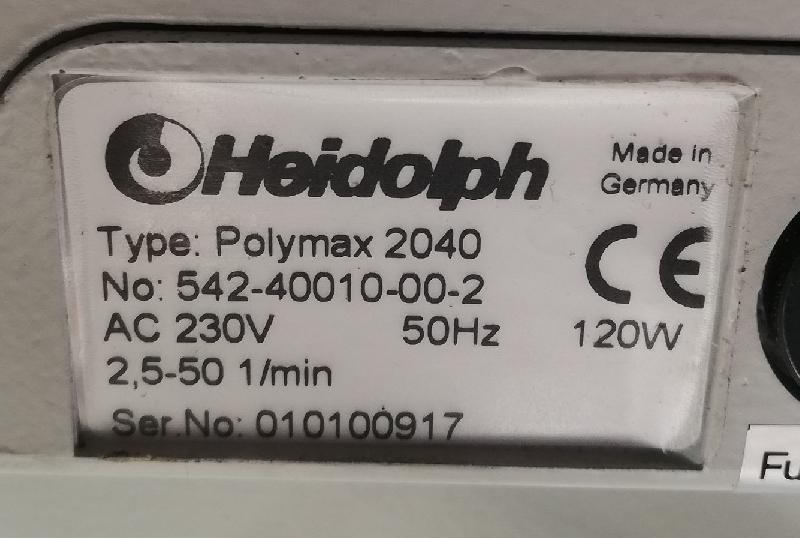 Heidolph
Made in
Germany
Type: Polymax 2040
No: 542-40010-00-2
CE
AC 230V 50Hz 120W
2,5-50 1/min
Ser.No: 010100917
Fu